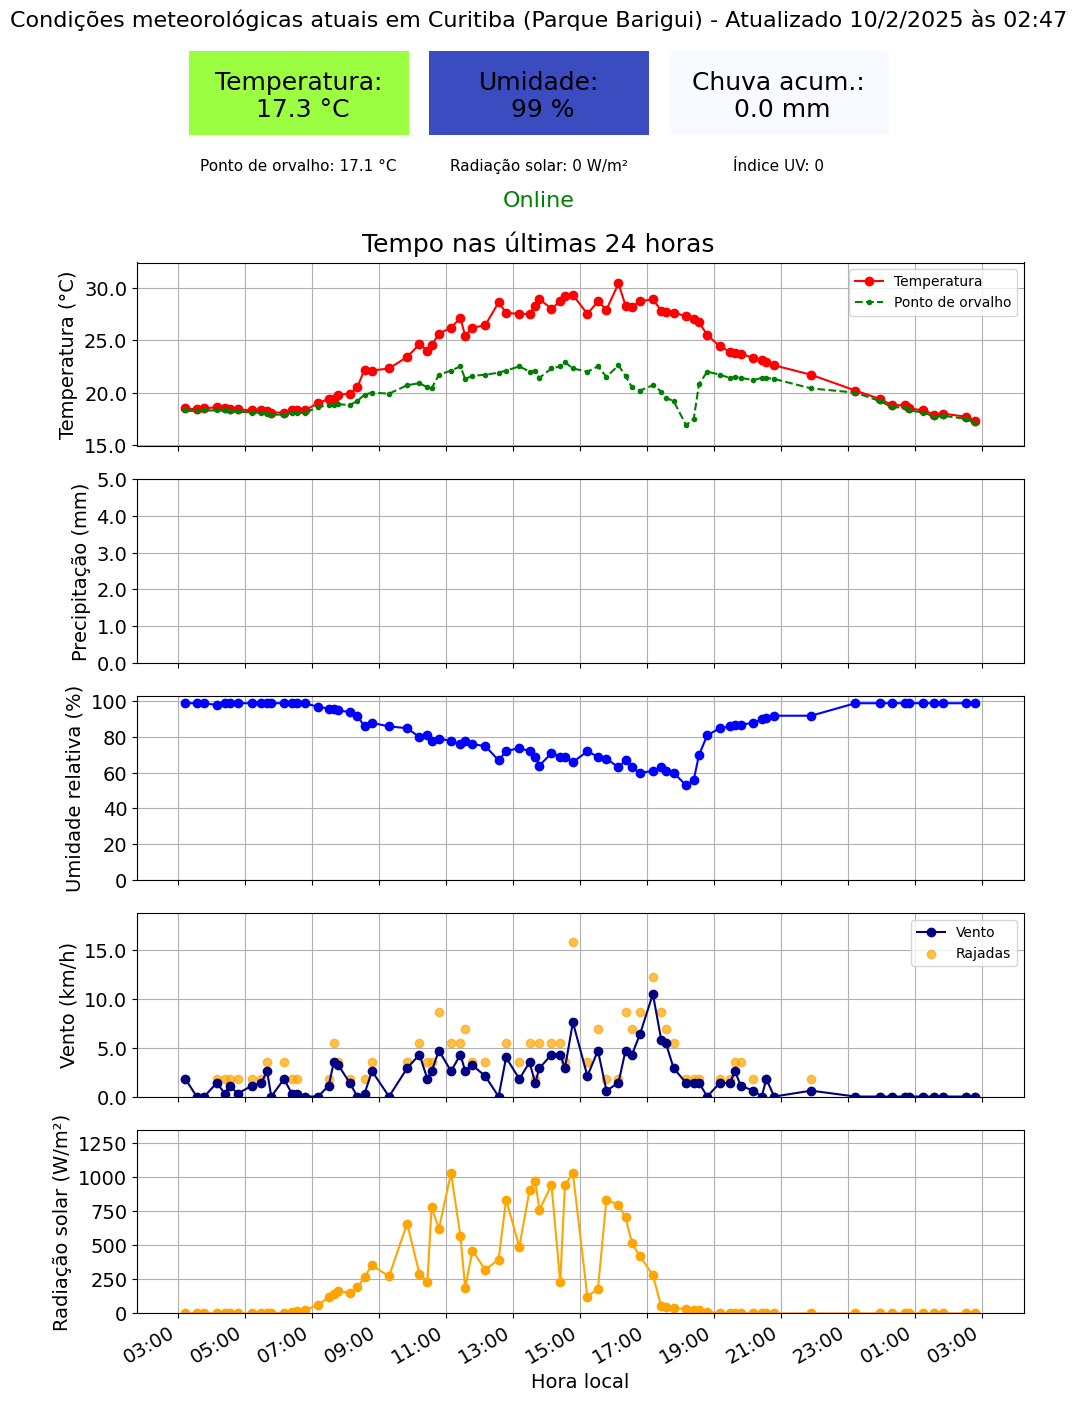 Condições meteorológicas atuais em Curitiba (Parque Barigui) - Atualizado 10/2/2025 às 02:47
Temperatura:
17.3 °C
Umidade:
99 %
Chuva acum.:
0.0 mm
Ponto de orvalho: 17.1 °C
Radiação solar: 0 W/m²
Índice UV: 0
Online
Tempo nas últimas 24 horas
Temperatura (°C)
30.0
25.0
20.0
15.0
Temperatura
Ponto de orvalho
Precipitação (mm)
5.0
4.0
3.0
2.0
1.0
0.0
Umidade relativa (%)
100
80
60
40
20
0
Vento (km/h)
15.0
10.0
5.0
0.0
Vento
Rajadas
Radiação solar (W/m²)
1250
1000
750
500
250
0
03:00 05:00 07:00 09:00 11:00 13:00 15:00 17:00 19:00 21:00 23:00 01:00 03:00
Hora local